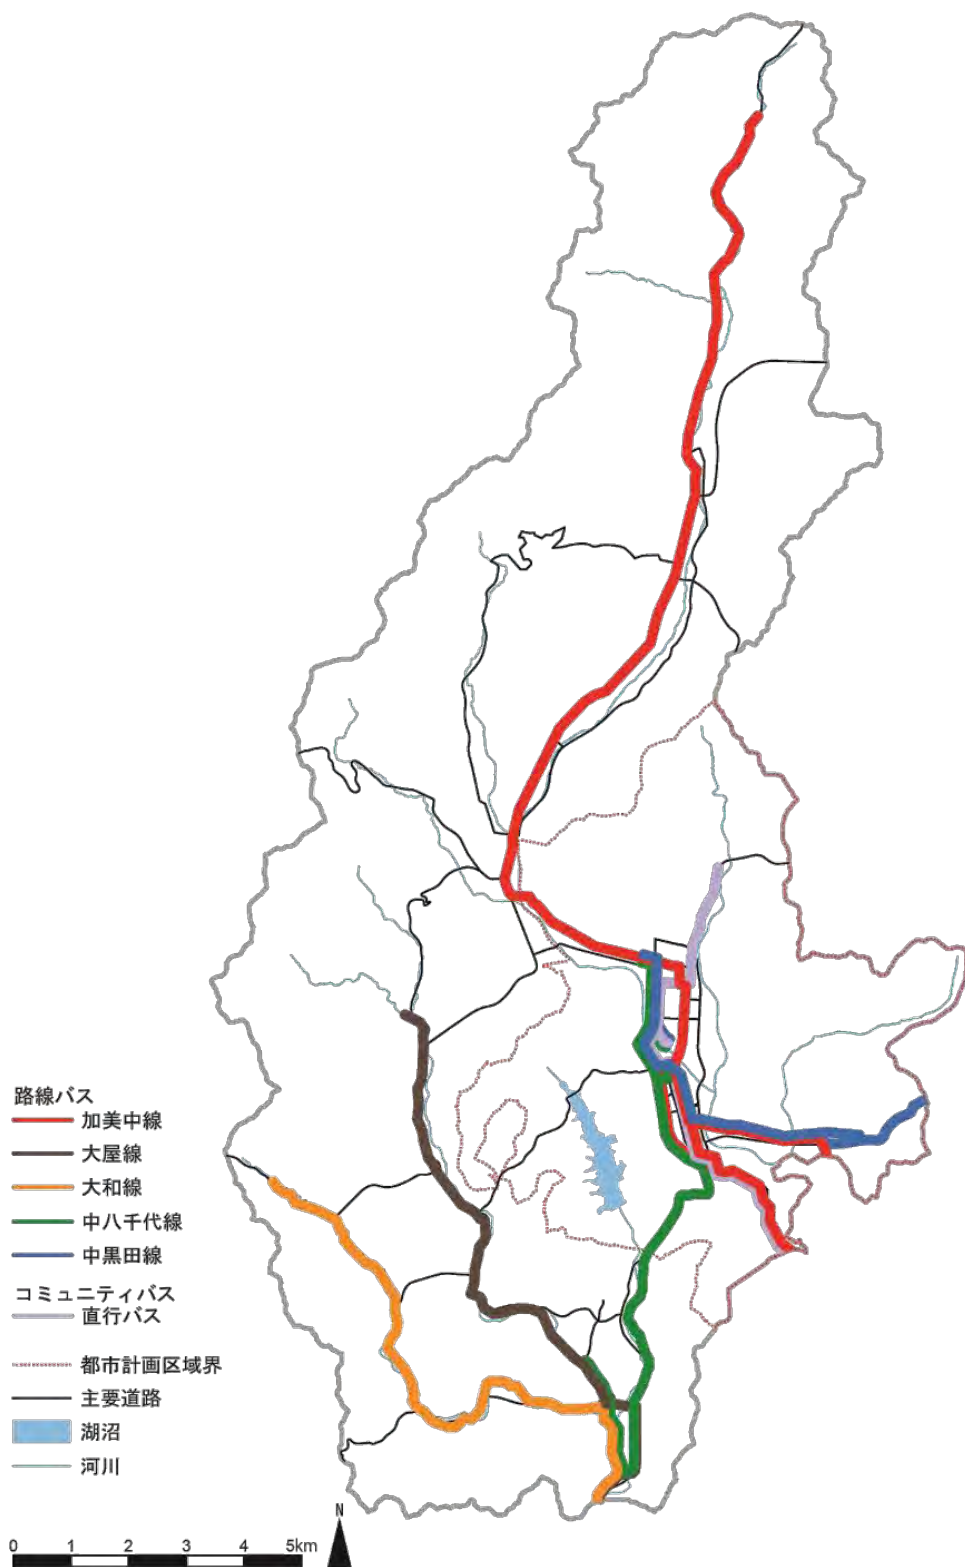 路線バス
加美中線
大屋線
大和線
中八千代線
中黒田線
コミュニティバス
直行バス
都市計画区域界
主要道路
湖沼
河川
N
0 1 2 3 4 5km